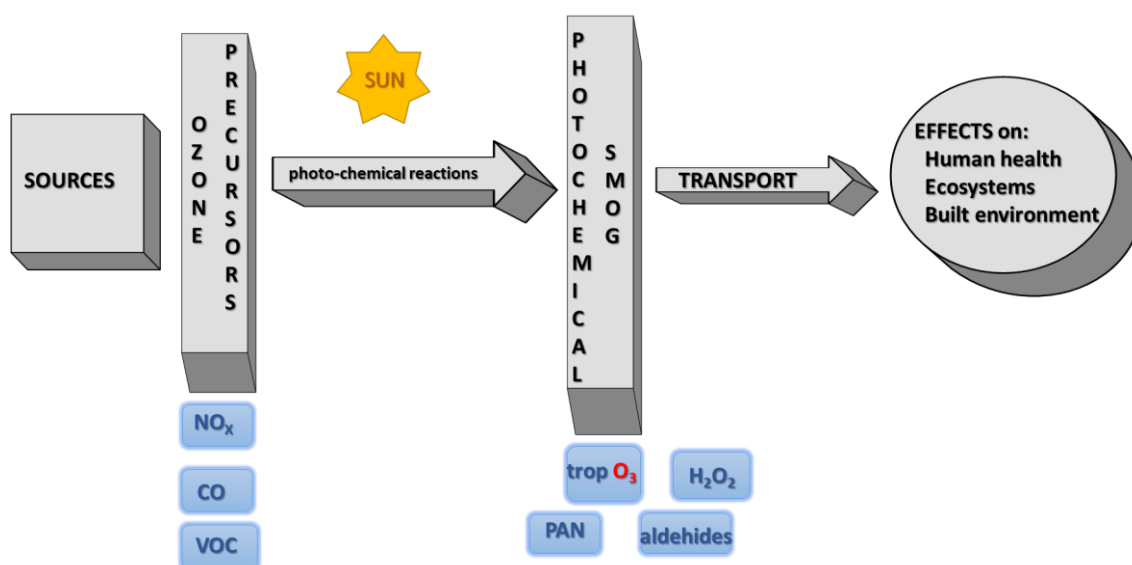 SOURCES
OZONE
PRECURSORS
SUN
photo-chemical reactions
PHOTOCHEMICAL
SMOG
TRANSPORT
EFFECTS on:
Human health
Ecosystems
Built environment
NOₓ
CO
VOC
trop O₃
H₂O₂
PAN
aldehides